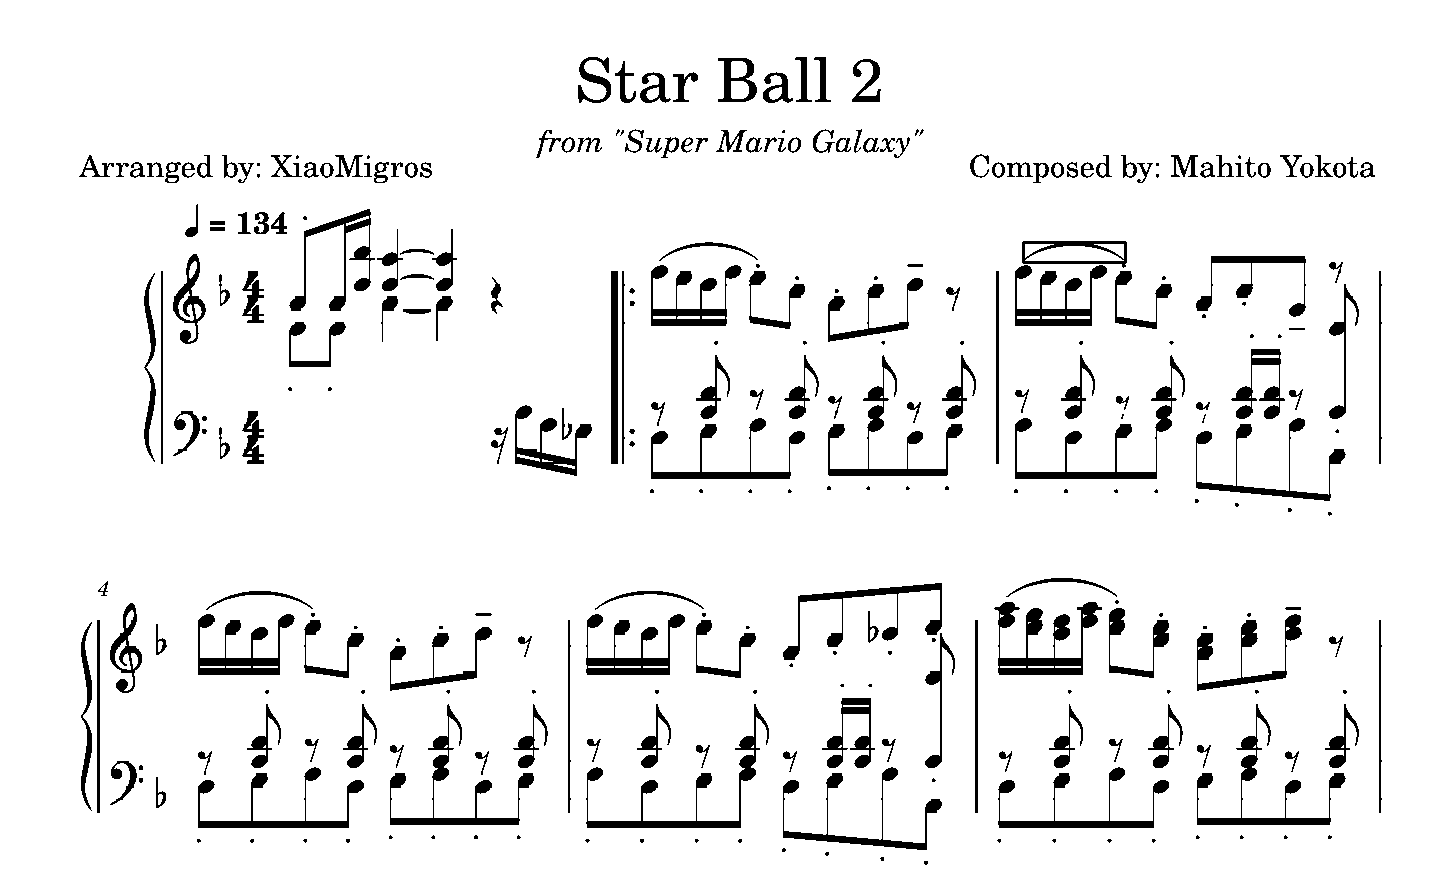 Star Ball 2
from "Super Mario Galaxy"
Arranged by: XiaoMigros
Composed by: Mahito Yokota
♩ = 134
4